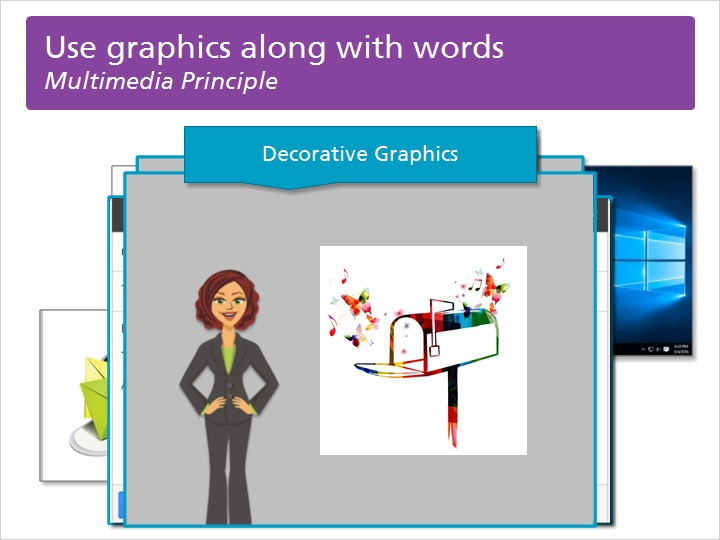 Use graphics along with words
Multimedia Principle
Decorative Graphics